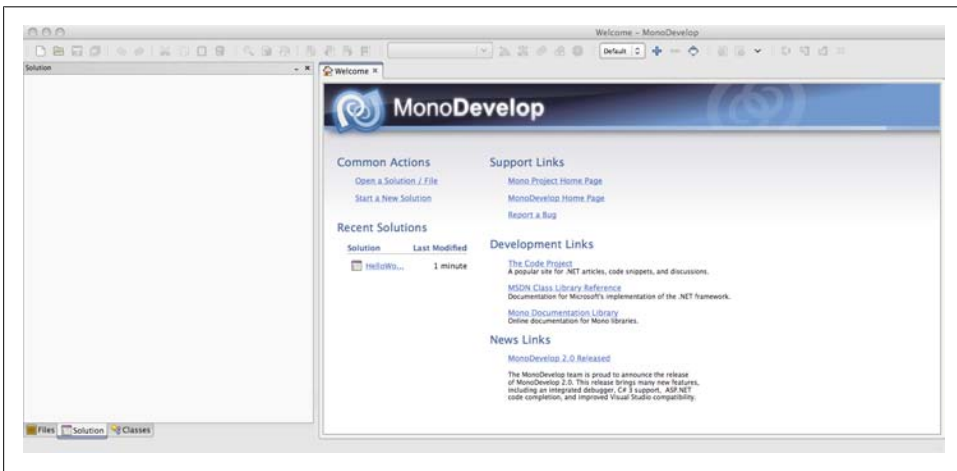 Welcome – MonoDevelop
Default
Solution
Welcome
MonoDevelop
Common Actions
Open a Solution / File
Start a New Solution
Recent Solutions
Solution Last Modified
HelloWo... 1 minute
Support Links
Mono Project Home Page
MonoDevelop Home Page
Report a Bug
Development Links
The Code Project
A popular site for .NET articles, code snippets, and discussions.
MSDN Class Library Reference
Documentation for Microsoft's implementation of the .NET framework.
Mono Documentation Library
Online documentation for Mono libraries.
News Links
MonoDevelop 2.0 Released
The MonoDevelop team is proud to announce the release
of MonoDevelop 2.0. This release brings many new features,
including an integrated debugger, C# 3 support, ASP.NET
code completion, and improved Visual Studio compatibility.
Files Solution Classes